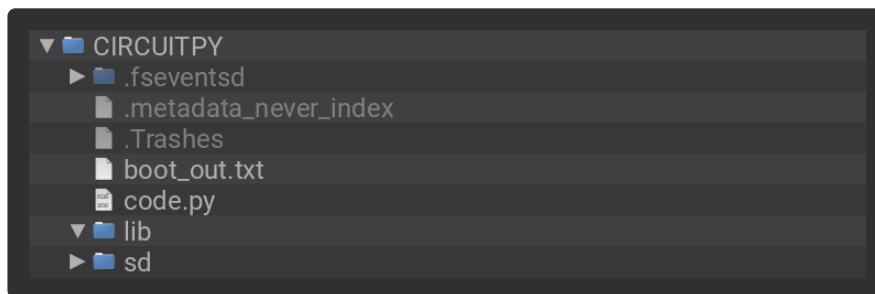 CIRCUITPY
.fseventsd
.metadata_never_index
.Trashes
boot_out.txt
code.py
lib
sd